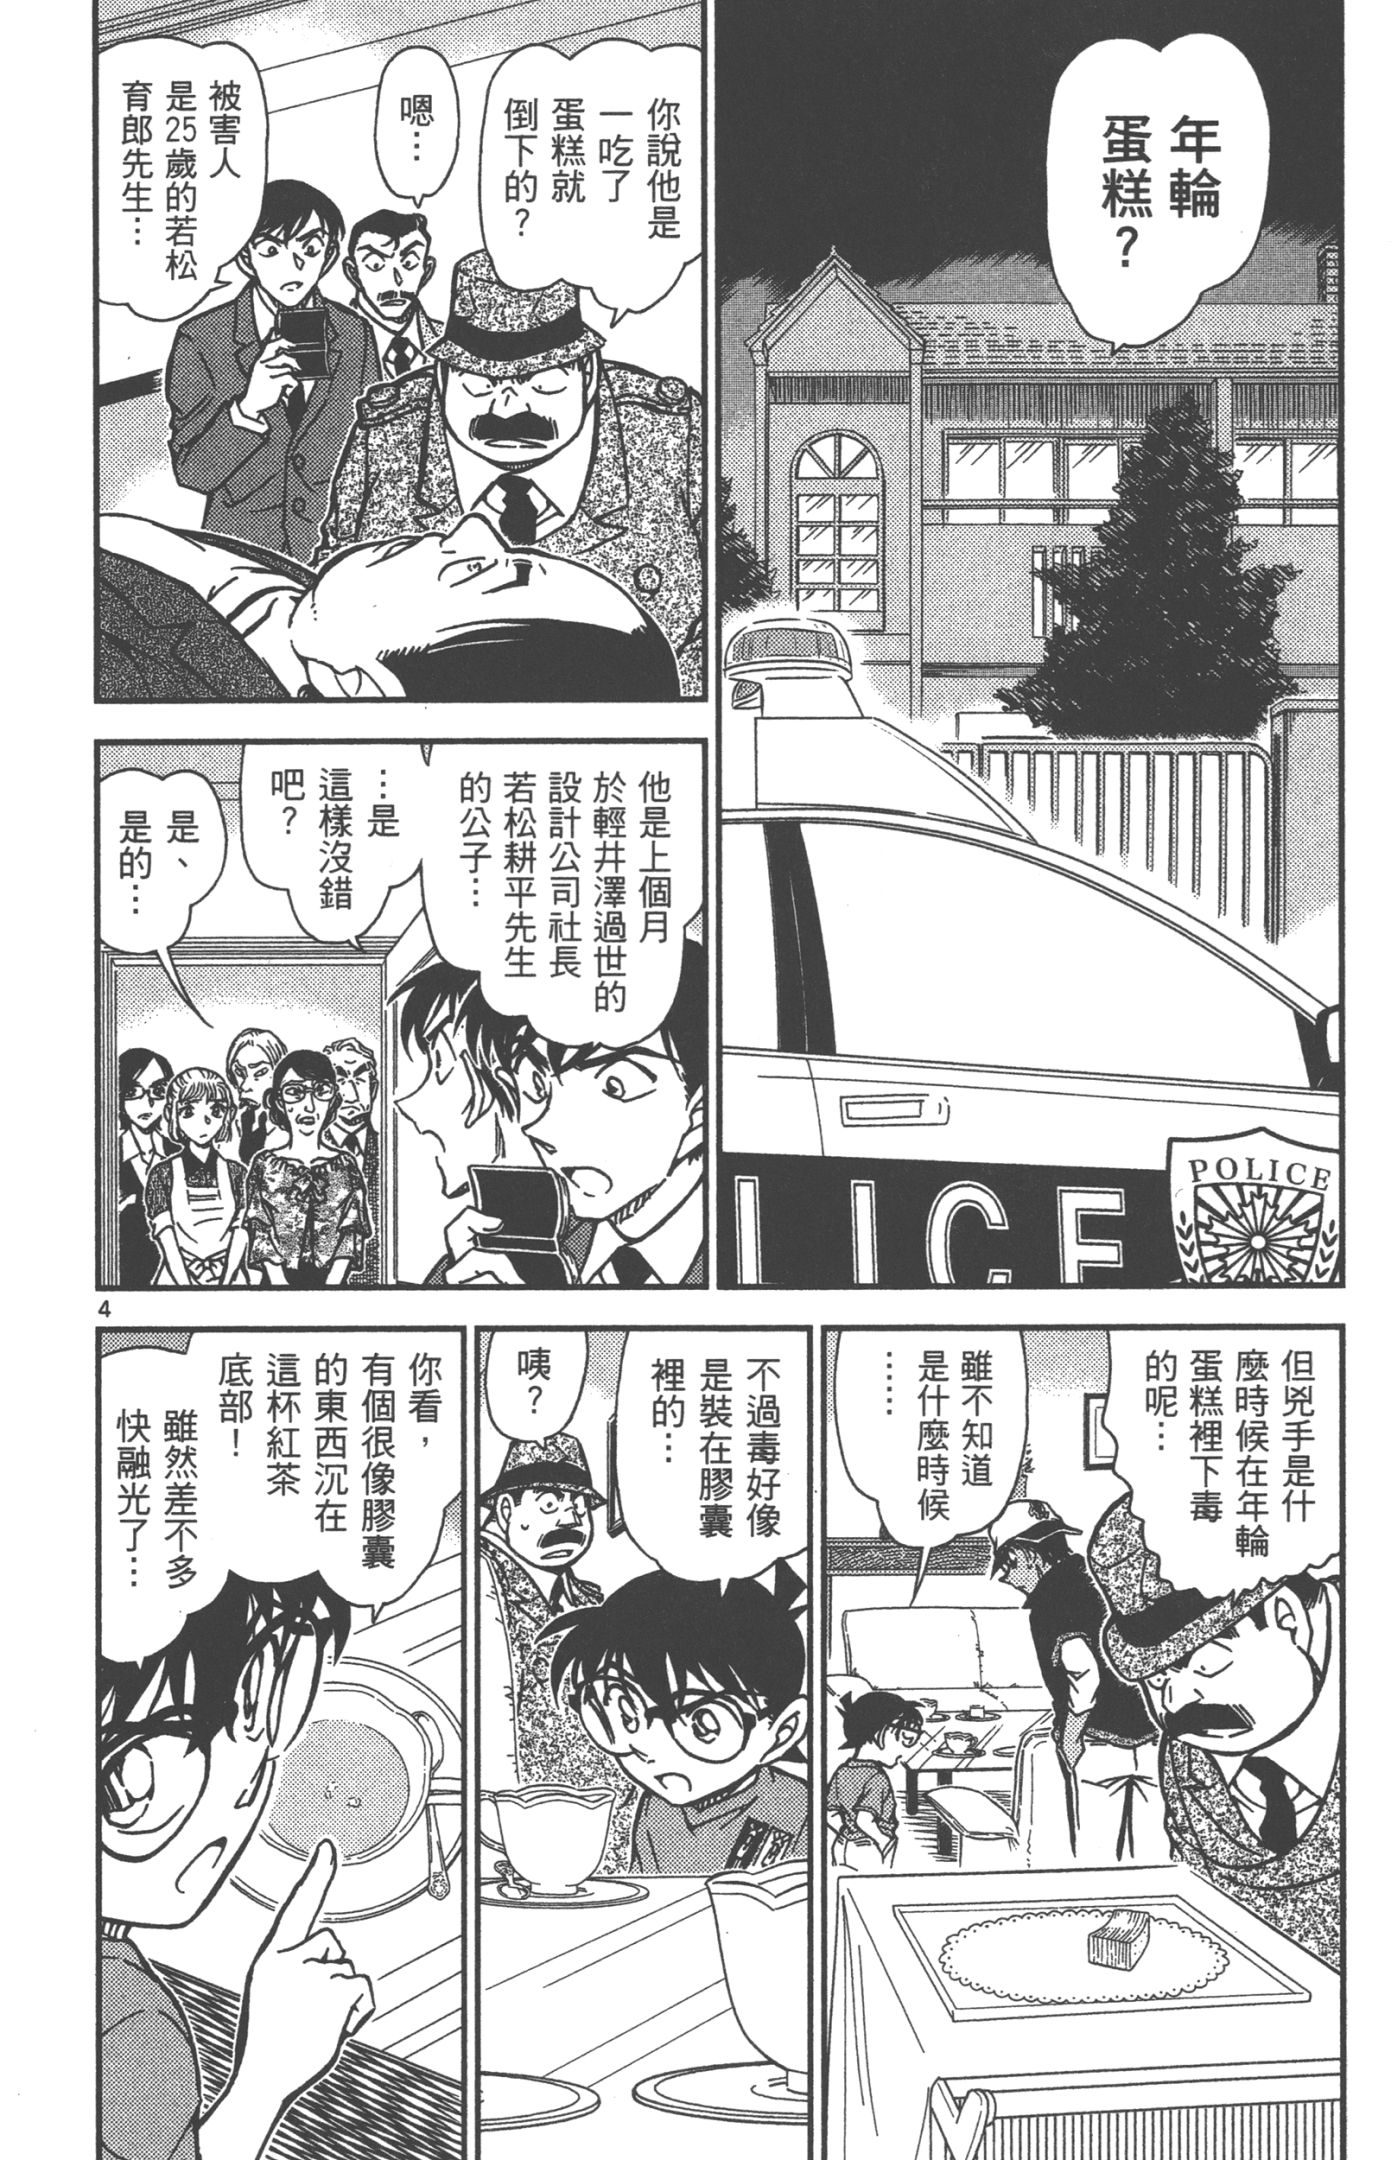 年輪
蛋糕？
POLICE
LICE
你說他是
一吃了
蛋糕就
倒下的？
嗯…
被害人
是25歲的若松
育郎先生…
他是上個月
於輕井澤過世的
設計公司社長
若松耕平先生
的公子…
…是
這樣沒錯
吧？
是、
是的…
4
但兇手是什
麼時候在年輪
蛋糕裡下毒
的呢…
雖不知道
是什麼時候
……
不過毒好像
是裝在膠囊
裡的…
咦？
你看，
有個很像膠囊
的東西沉在
這杯紅茶
底部！
雖然差不多
快融光了…